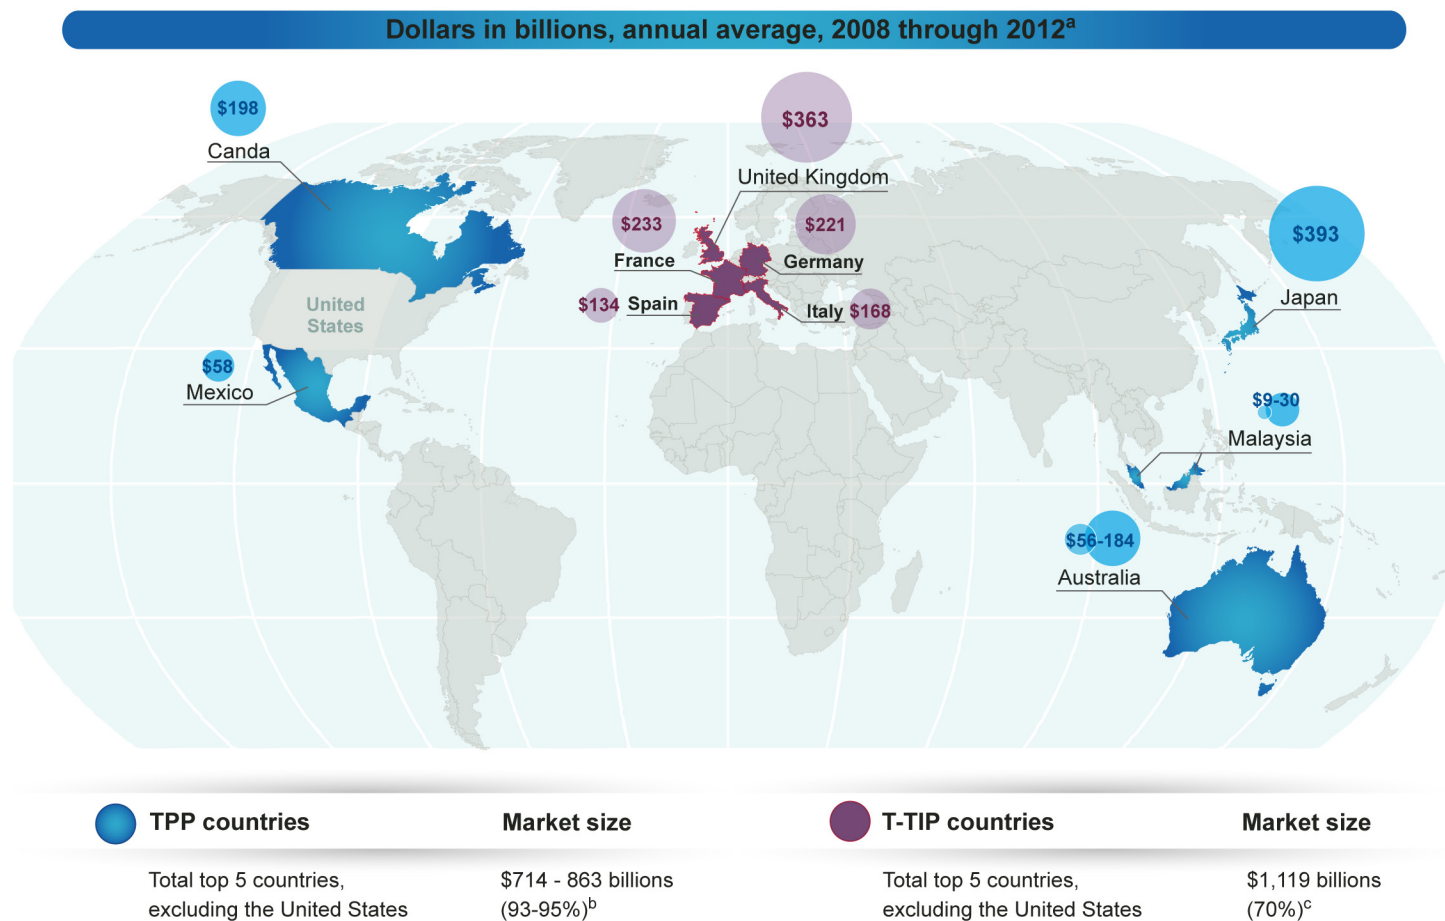 Dollars in billions, annual average, 2008 through 2012a
$198
Canda
$363
United Kingdom
$233
France
$221
Germany
$393
Japan
United
States
$134
Spain
Italy
$168
$58
Mexico
$9-30
Malaysia
$56-184
Australia
TPP countries
Market size
T-TIP countries
Market size
Total top 5 countries,
excluding the United States
$714 - 863 billions
(93-95%)b
Total top 5 countries,
excluding the United States
$1,119 billions
(70%)c